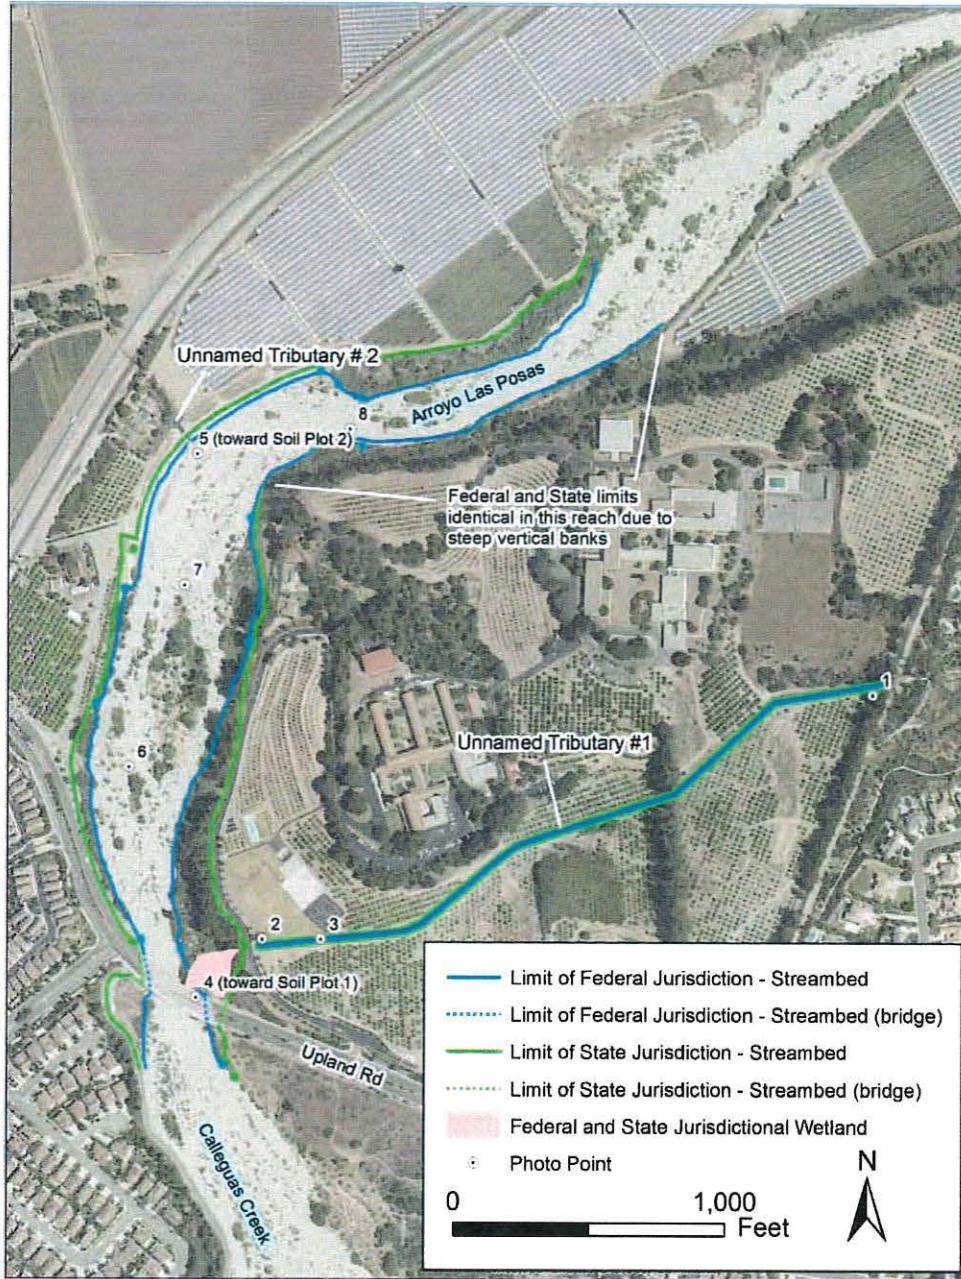 Unnamed Tributary # 2
8
Arroyo Las Posas
5 (toward Soil Plot 2)
Federal and State limits
identical in this reach due to
steep vertical banks
7
1
6
Unnamed Tributary #1
2
3
4 (toward Soil Plot 1)
Upland Rd
Calleguas Creek
Limit of Federal Jurisdiction - Streambed
Limit of Federal Jurisdiction - Streambed (bridge)
Limit of State Jurisdiction - Streambed
Limit of State Jurisdiction - Streambed (bridge)
Federal and State Jurisdictional Wetland
Photo Point
N
0
1,000
Feet